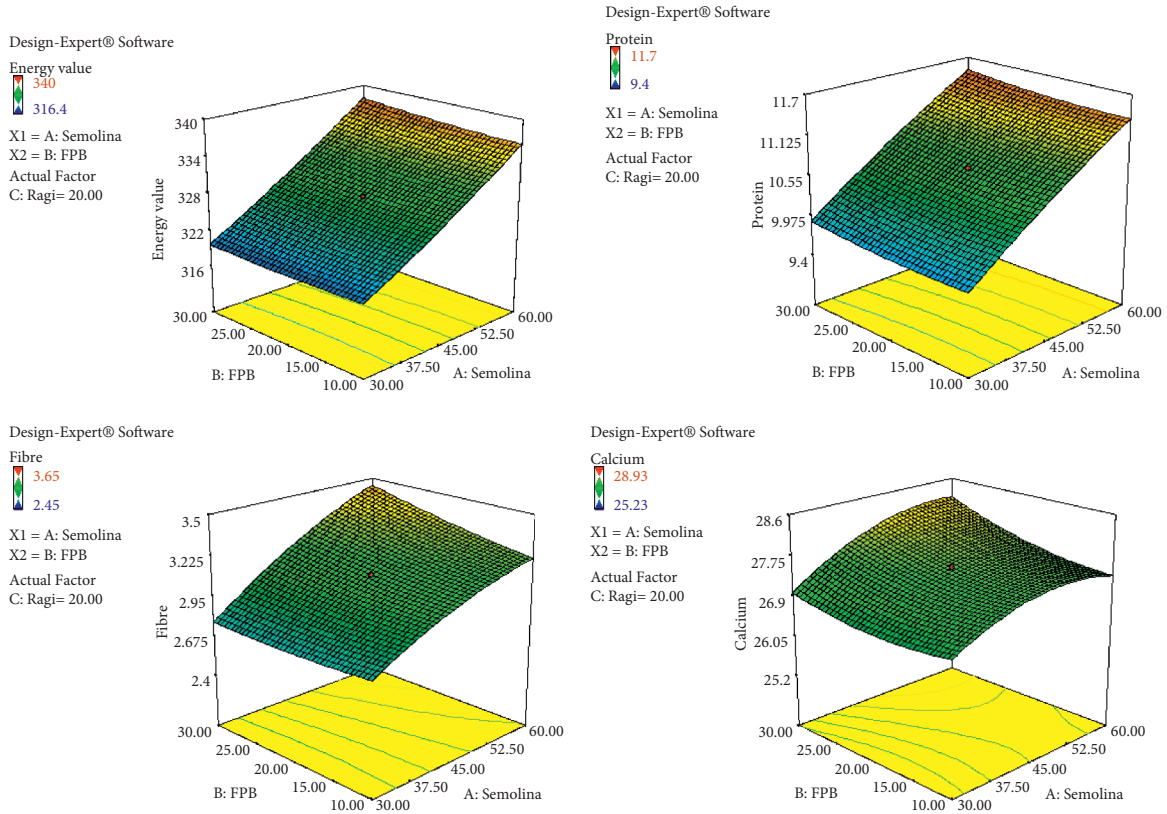 Design-Expert® Software
Energy value
340
316.4
X1 = A: Semolina
X2 = B: FPB
Actual Factor
C: Ragi= 20.00
340
334
328
322
316
Energy value
30.00
25.00
20.00
15.00
10.00
B: FPB
30.00
37.50
45.00
52.50
60.00
A: Semolina
Design-Expert® Software
Protein
11.7
9.4
X1 = A: Semolina
X2 = B: FPB
Actual Factor
C: Ragi= 20.00
11.7
11.125
10.55
9.975
9.4
Protein
30.00
25.00
20.00
15.00
10.00
B: FPB
30.00
37.50
45.00
52.50
60.00
A: Semolina
Design-Expert® Software
Fibre
3.65
2.45
X1 = A: Semolina
X2 = B: FPB
Actual Factor
C: Ragi= 20.00
3.5
3.225
2.95
2.675
2.4
Fibre
30.00
25.00
20.00
15.00
10.00
B: FPB
30.00
37.50
45.00
52.50
60.00
A: Semolina
Design-Expert® Software
Calcium
28.93
25.23
X1 = A: Semolina
X2 = B: FPB
Actual Factor
C: Ragi= 20.00
28.6
27.75
26.9
26.05
25.2
Calcium
30.00
25.00
20.00
15.00
10.00
B: FPB
30.00
37.50
45.00
52.50
60.00
A: Semolina